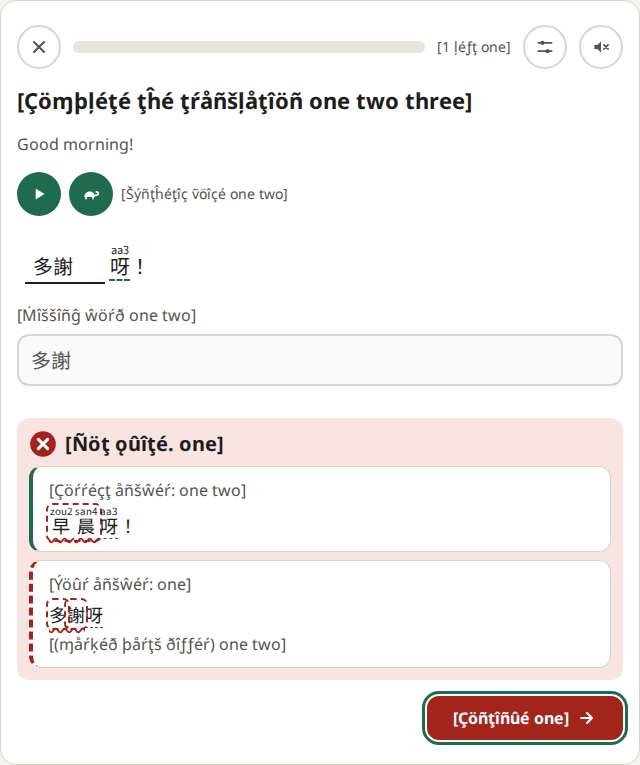 [1 ļéƒţ one]
[Çöɱþļéţé ţĥé ţŕåñšļåţîöñ one two three]
Good morning!
[Šýñţĥéţîç ṽöîçé one two]
aa3
多謝 呀！
[Ṁîššîñĝ ŵöŕð one two]
多謝
[Ñöţ ǫûîţé. one]
[Çöŕŕéçţ åñšŵéŕ: one two]
zou2 san4 aa3
早晨呀！
[Ýöûŕ åñšŵéŕ: one]
多謝呀
[(ɱåŕķéð þåŕţš ðîƒƒéŕ) one two]
[Çöñţîñûé one]